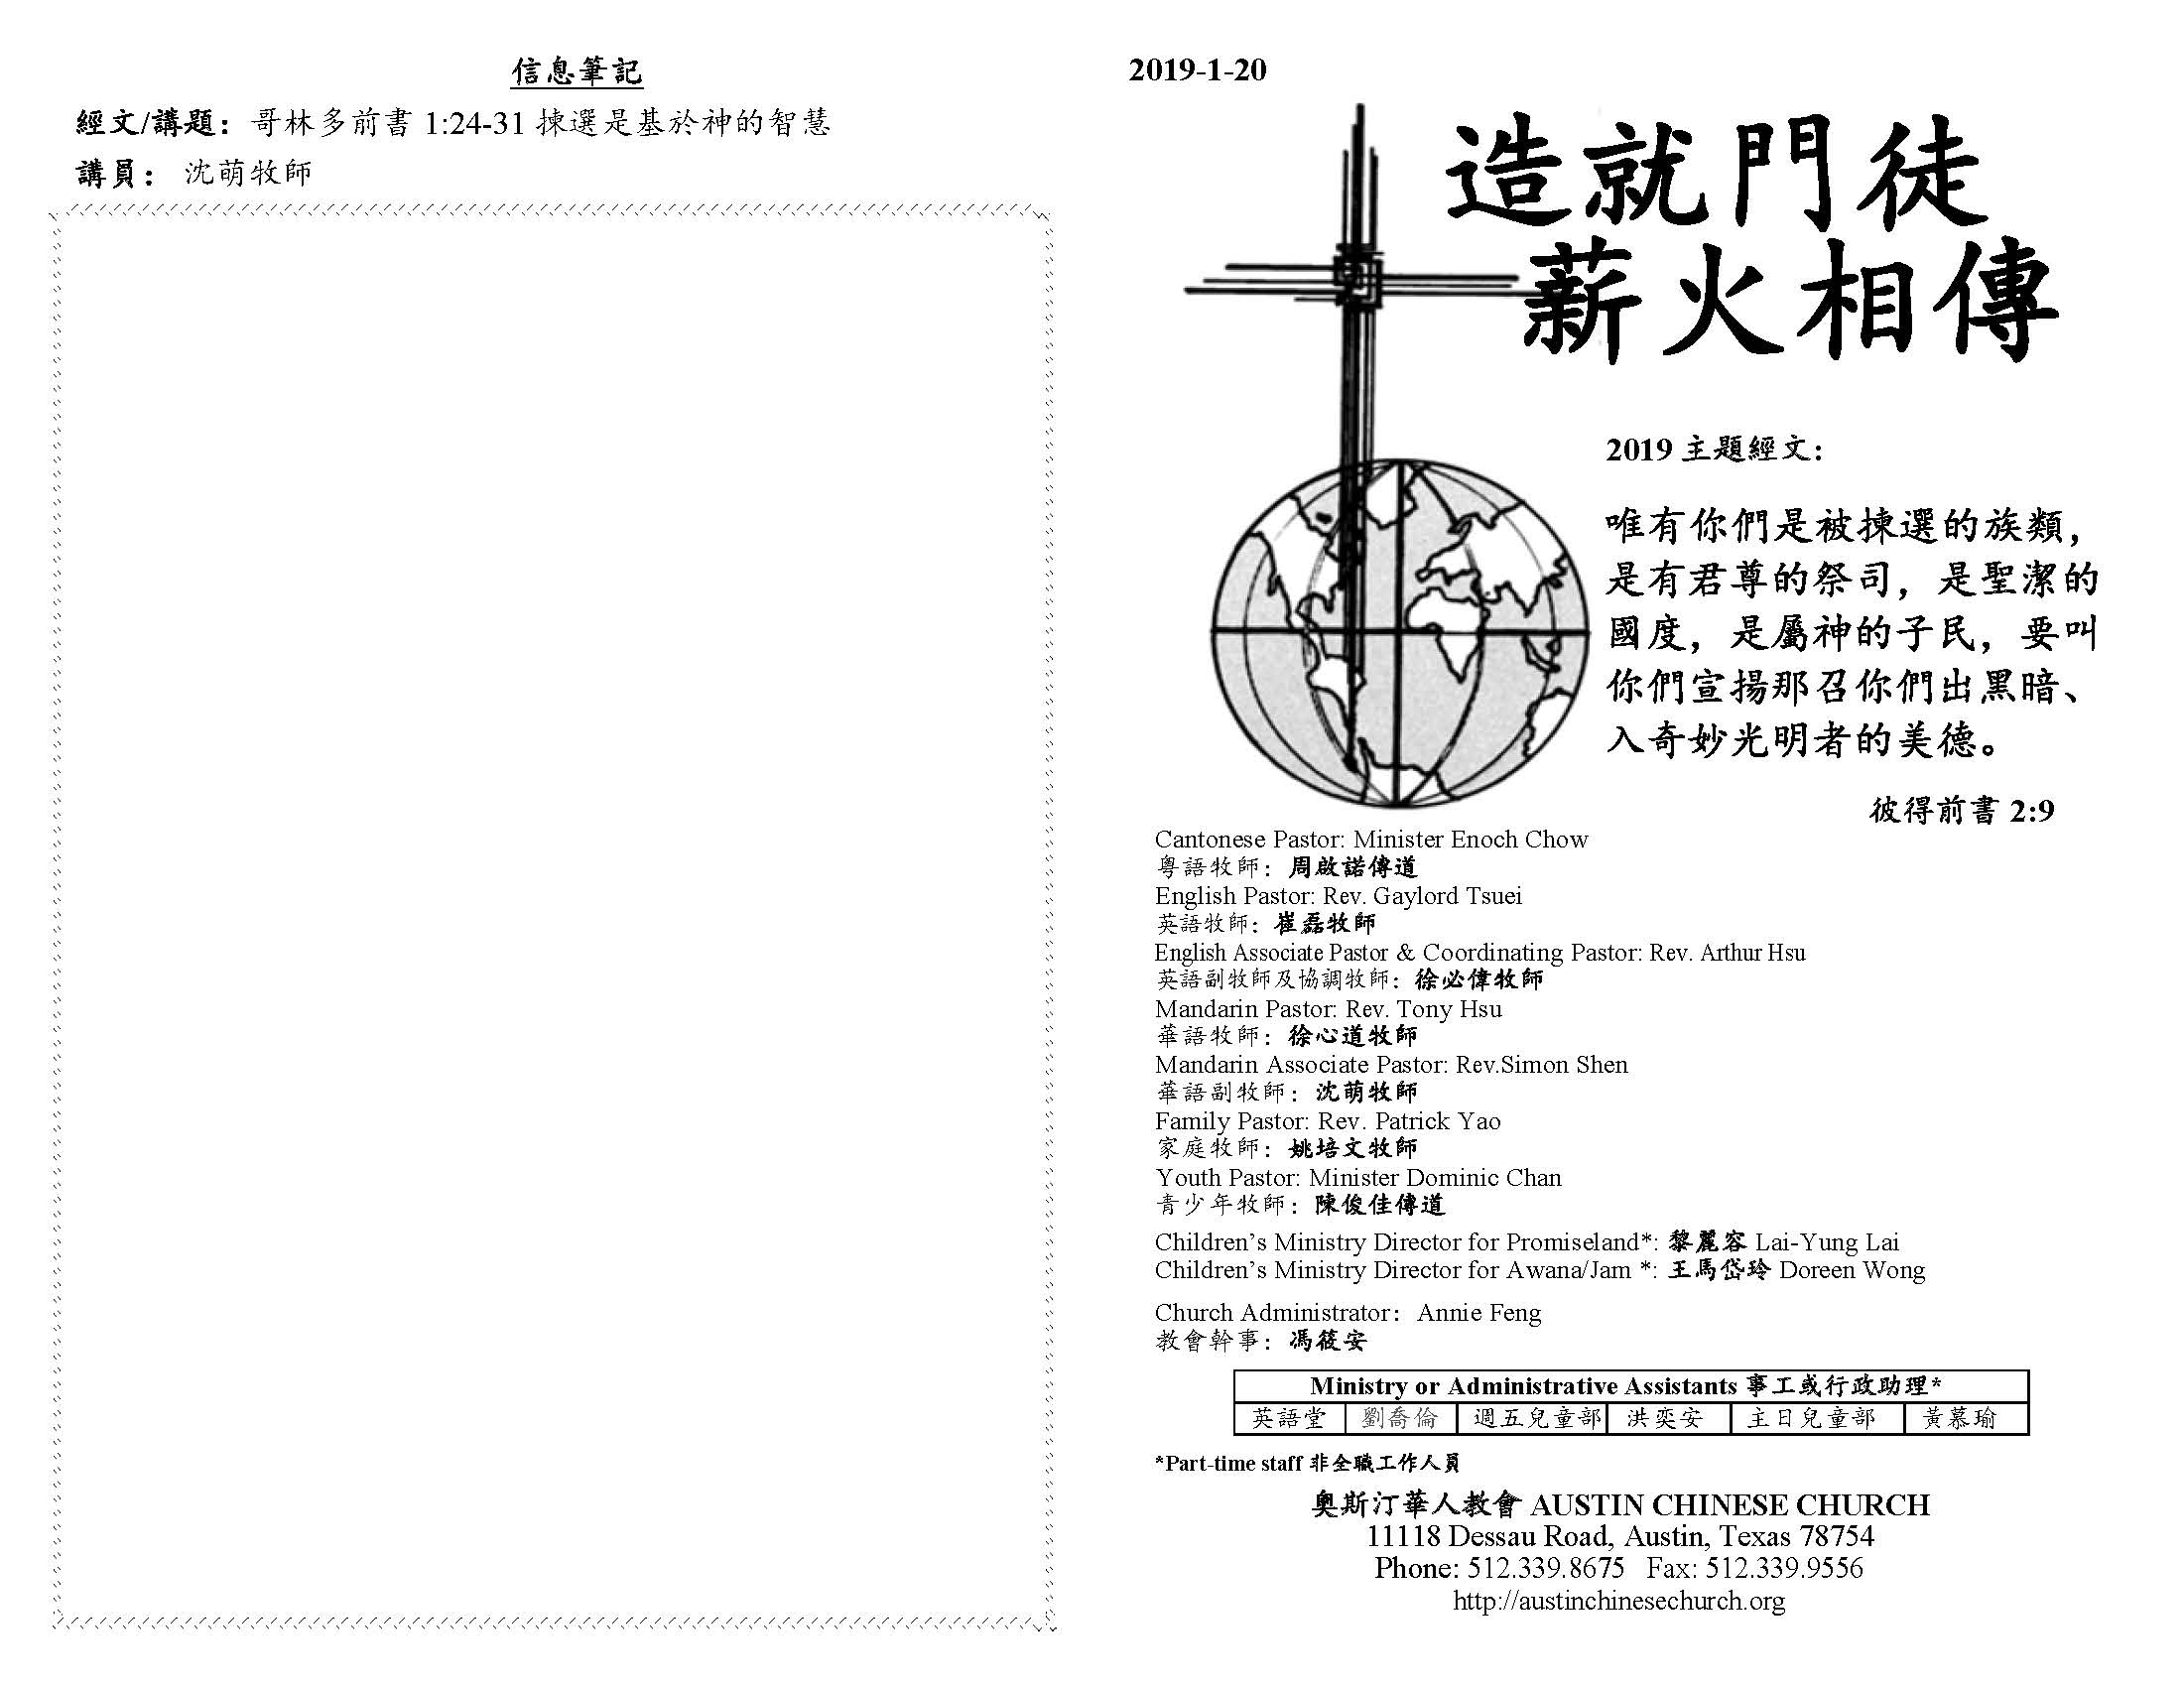 信息筆記
經文/講題：哥林多前書 1:24-31 揀選是基於神的智慧
講員： 沈萌牧師
2019-1-20
造就門徒
薪火相傳
2019 主題經文:
唯有你們是被揀選的族類，
是有君尊的祭司，是聖潔的
國度，是屬神的子民，要叫
你們宣揚那召你們出黑暗、
入奇妙光明者的美德。
彼得前書 2:9
Cantonese Pastor: Minister Enoch Chow
粵語牧師：周啟諾傳道
English Pastor: Rev. Gaylord Tsuei
英語牧師：崔磊牧師
English Associate Pastor & Coordinating Pastor: Rev. Arthur Hsu
英語副牧師及協調牧師：徐必偉牧師
Mandarin Pastor: Rev. Tony Hsu
華語牧師：徐心道牧師
Mandarin Associate Pastor: Rev.Simon Shen
華語副牧師：沈萌牧師
Family Pastor: Rev. Patrick Yao
家庭牧師：姚培文牧師
Youth Pastor: Minister Dominic Chan
青少年牧師：陳俊佳傳道
Children’s Ministry Director for Promiseland*: 黎麗容 Lai-Yung Lai
Children’s Ministry Director for Awana/Jam *: 王馬岱玲 Doreen Wong
Church Administrator：Annie Feng
教會幹事：馮筱安
Ministry or Administrative Assistants 事工或行政助理*
英語堂 劉喬倫 週五兒童部 洪奕安 主日兒童部 黃慕瑜
*Part-time staff 非全職工作人員
奧斯汀華人教會 AUSTIN CHINESE CHURCH
11118 Dessau Road, Austin, Texas 78754
Phone: 512.339.8675 Fax: 512.339.9556
http://austinchinesechurch.org